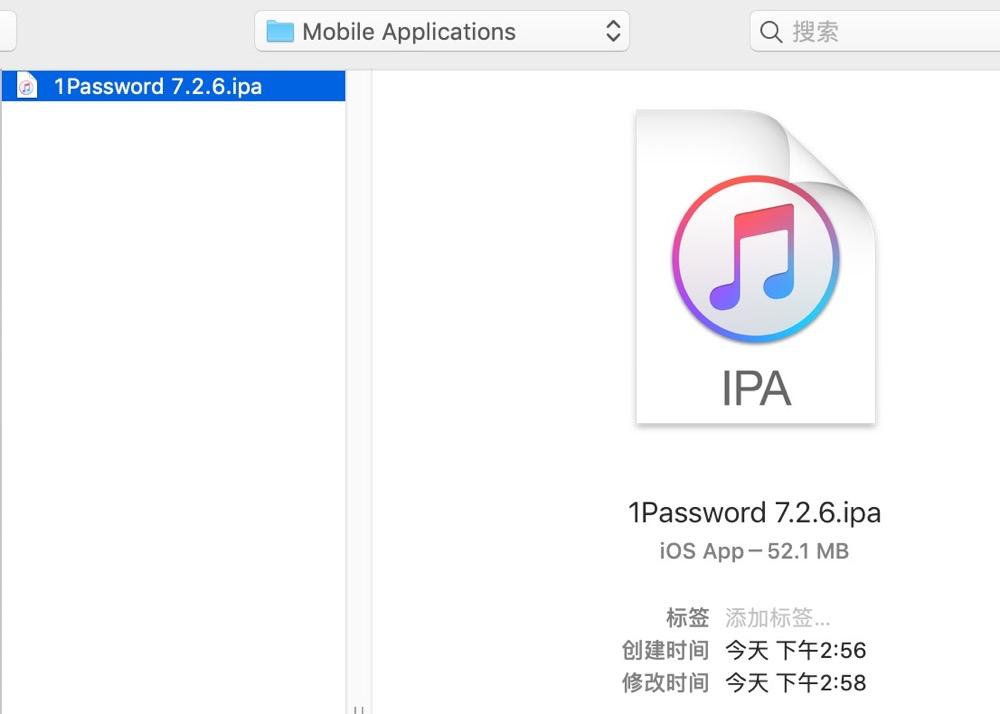 Mobile Applications
搜索
1Password 7.2.6.ipa
IPA
1Password 7.2.6.ipa
iOS App – 52.1 MB
标签 添加标签...
创建时间 今天 下午2:56
修改时间 今天 下午2:58